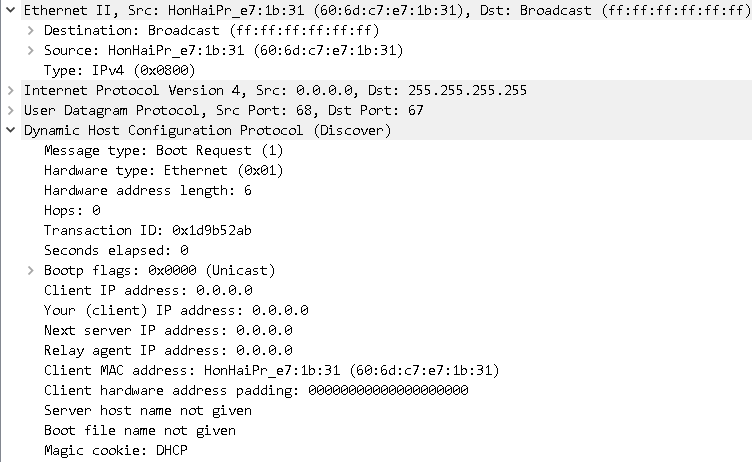 Ethernet II, Src: HonHaiPr_e7:1b:31 (60:6d:c7:e7:1b:31), Dst: Broadcast (ff:ff:ff:ff:ff:ff)
Destination: Broadcast (ff:ff:ff:ff:ff:ff)
Source: HonHaiPr_e7:1b:31 (60:6d:c7:e7:1b:31)
Type: IPv4 (0x0800)
Internet Protocol Version 4, Src: 0.0.0.0, Dst: 255.255.255.255
User Datagram Protocol, Src Port: 68, Dst Port: 67
Dynamic Host Configuration Protocol (Discover)
Message type: Boot Request (1)
Hardware type: Ethernet (0x01)
Hardware address length: 6
Hops: 0
Transaction ID: 0x1d9b52ab
Seconds elapsed: 0
Bootp flags: 0x0000 (Unicast)
Client IP address: 0.0.0.0
Your (client) IP address: 0.0.0.0
Next server IP address: 0.0.0.0
Relay agent IP address: 0.0.0.0
Client MAC address: HonHaiPr_e7:1b:31 (60:6d:c7:e7:1b:31)
Client hardware address padding: 00000000000000000000
Server host name not given
Boot file name not given
Magic cookie: DHCP